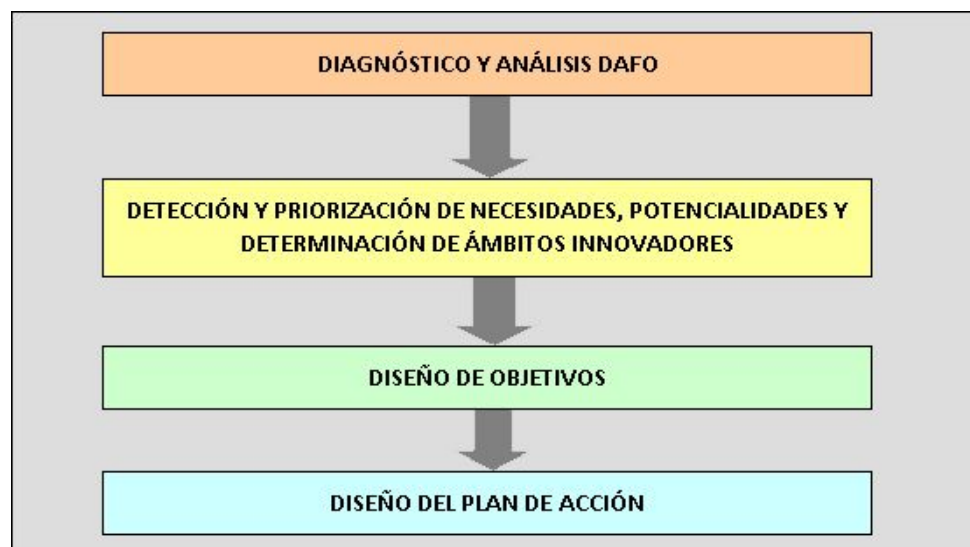 DIAGNÓSTICO Y ANÁLISIS DAFO
DETECCIÓN Y PRIORIZACIÓN DE NECESIDADES, POTENCIALIDADES Y
DETERMINACIÓN DE ÁMBITOS INNOVADORES
DISEÑO DE OBJETIVOS
DISEÑO DEL PLAN DE ACCIÓN